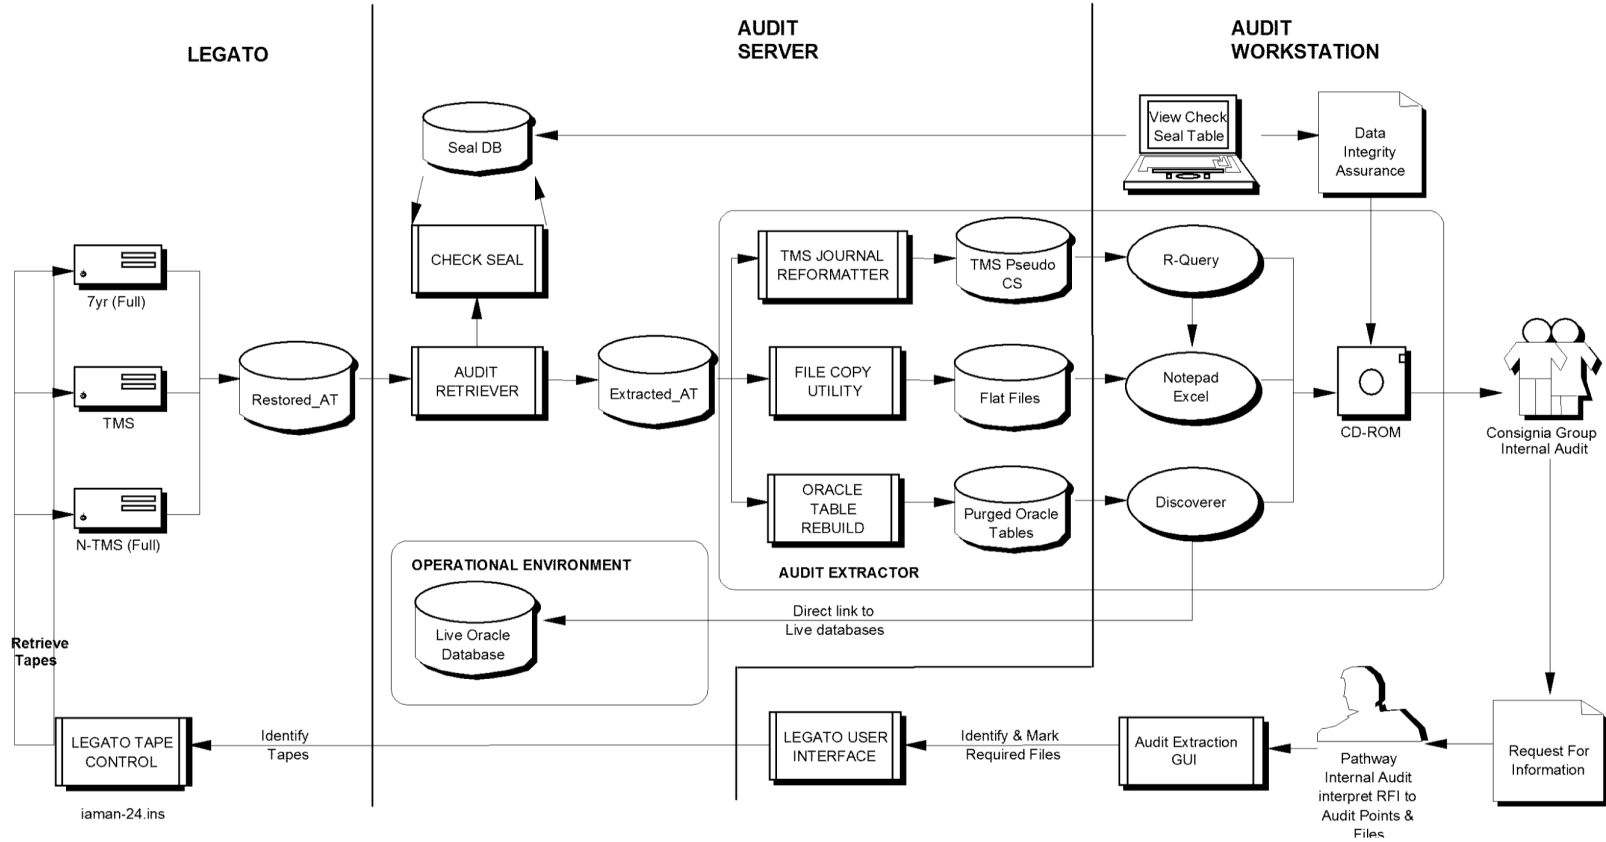 LEGATO
AUDIT
SERVER
AUDIT
WORKSTATION
Seal DB
View Check
Seal Table
Data
Integrity
Assurance
CHECK SEAL
TMS JOURNAL
REFORMATTER
TMS Pseudo
CS
R-Query
7yr (Full)
Restored_AT
AUDIT
RETRIEVER
Extracted_AT
FILE COPY
UTILITY
Flat Files
Notepad
Excel
CD-ROM
Consignia Group
Internal Audit
TMS
ORACLE
TABLE
REBUILD
Purged Oracle
Tables
Discoverer
N-TMS (Full)
AUDIT EXTRACTOR
OPERATIONAL ENVIRONMENT
Live Oracle
Database
Direct link to
Live databases
Retrieve
Tapes
LEGATO TAPE
CONTROL
Identify
Tapes
LEGATO USER
INTERFACE
Identify & Mark
Required Files
Audit Extraction
GUI
Pathway
Internal Audit
interpret RFI to
Audit Points &
Files
Request For
Information
iaman-24.ins